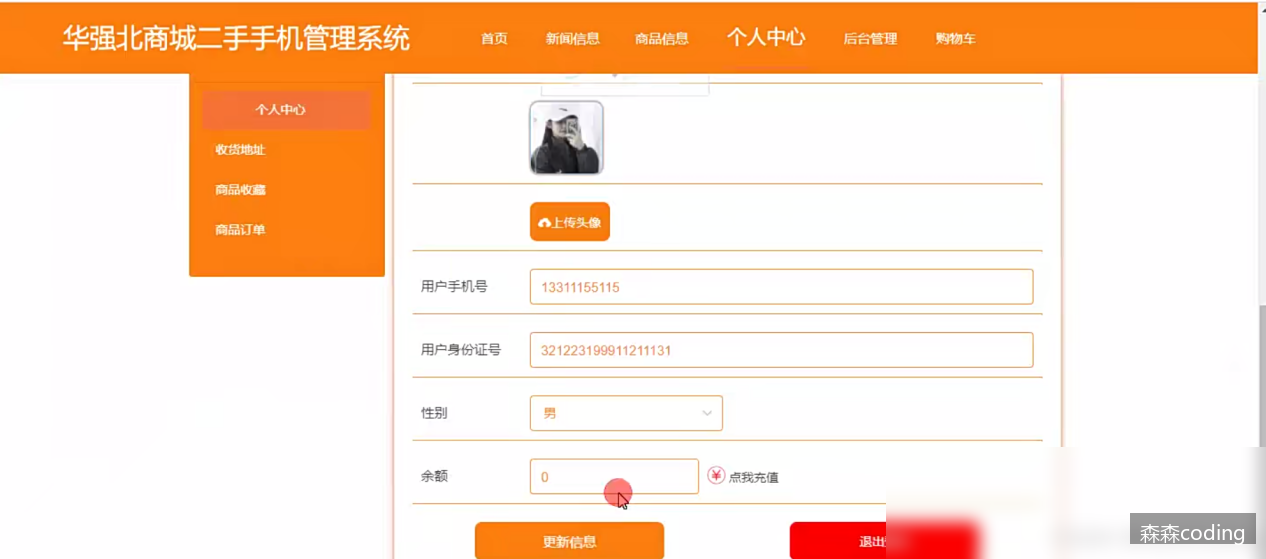 华强北商城二手手机管理系统 首页 新闻信息 商品信息 个人中心 后台管理 购物车
个人中心
收货地址
商品收藏
商品订单
上传头像
用户手机号 13311155115
用户身份证号 321223199911211131
性别 男
余额 0 点我充值
更新信息 退出
森森coding